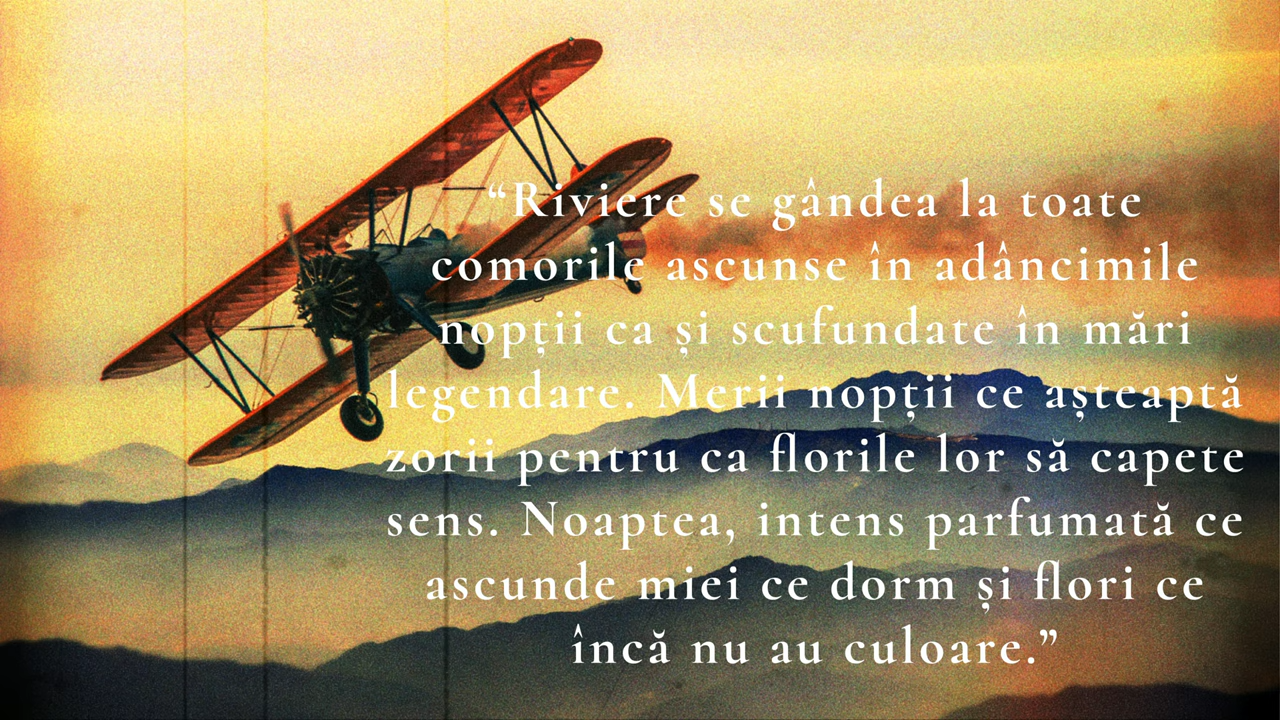 “Riviere se gândea la toate
comorile ascunse în adâncimile
nopții ca și scufundate în mări
legendare. Merii nopții ce așteaptă
zorii pentru ca florile lor să capete
sens. Noaptea, intens parfumată ce
ascunde miei ce dorm și flori ce
încă nu au culoare.”